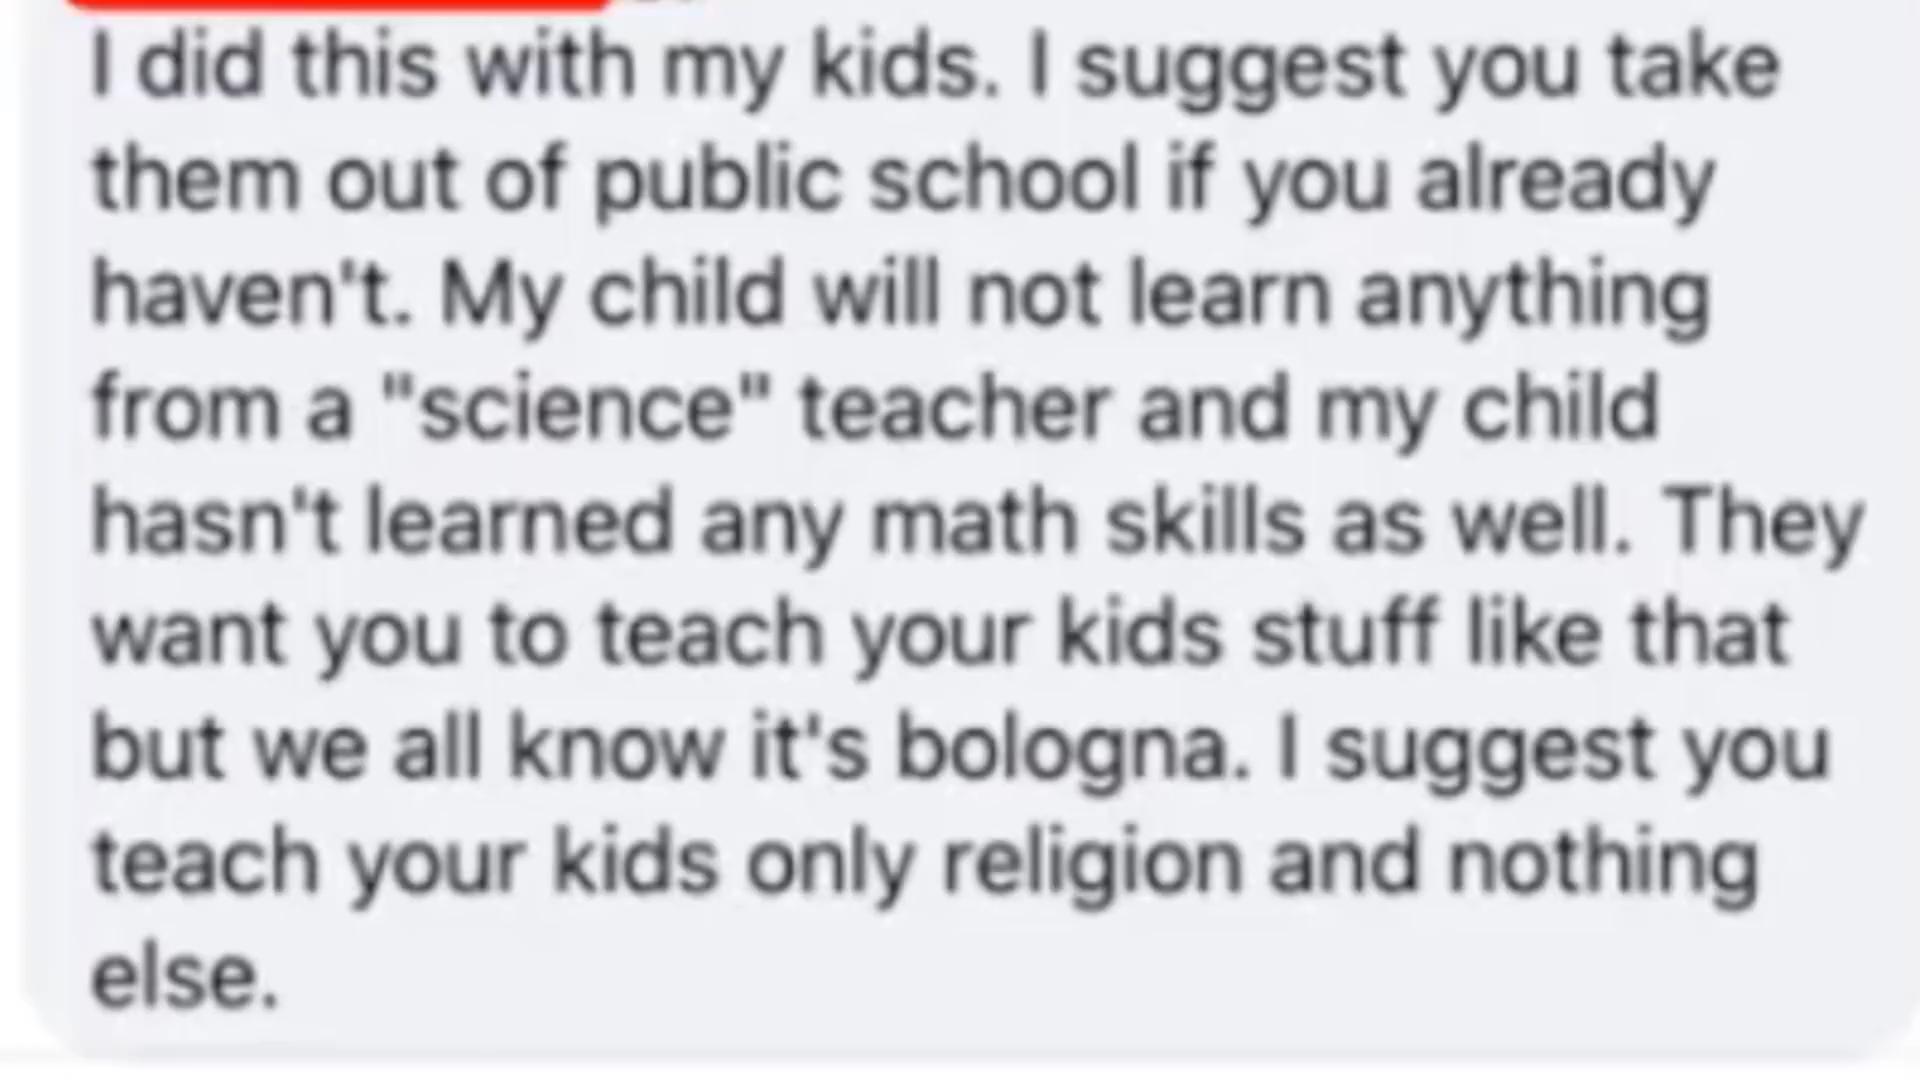 I did this with my kids. I suggest you take
them out of public school if you already
haven't. My child will not learn anything
from a "science" teacher and my child
hasn't learned any math skills as well. They
want you to teach your kids stuff like that
but we all know it's bologna. I suggest you
teach your kids only religion and nothing
else.